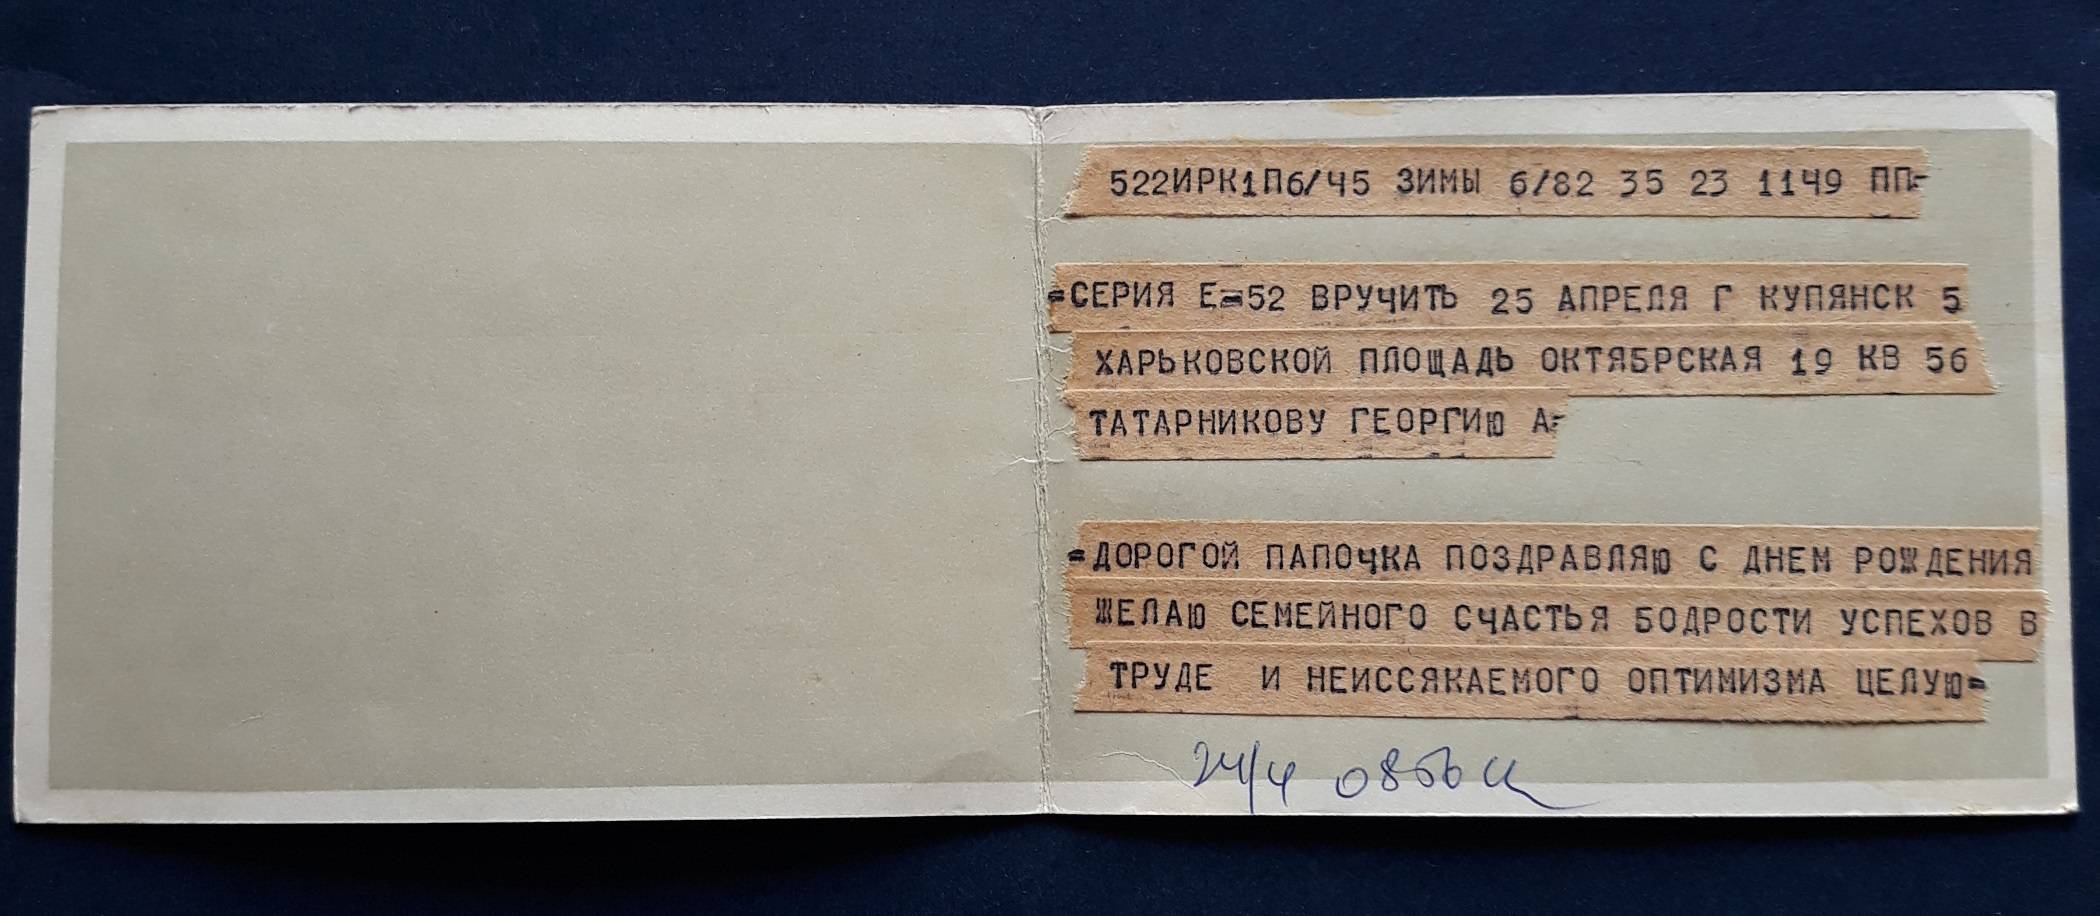 522ИРК1П6/45 ЗИМЫ 6/82 35 23 1149 ПП=
=СЕРИЯ Е=52 ВРУЧИТЬ 25 АПРЕЛЯ Г КУПЯНСК 5
ХАРЬКОВСКОЙ ПЛОЩАДЬ ОКТЯБРСКАЯ 19 КВ 56
ТАТАРНИКОВУ ГЕОРГИЮ А=
=ДОРОГОЙ ПАПОЧКА ПОЗДРАВЛЯЮ С ДНЕМ РОЖДЕНИЯ
ЖЕЛАЮ СЕМЕЙНОГО СЧАСТЬЯ БОДРОСТИ УСПЕХОВ В
ТРУДЕ И НЕИССЯКАЕМОГО ОПТИМИЗМА ЦЕЛУЮ=
24/4